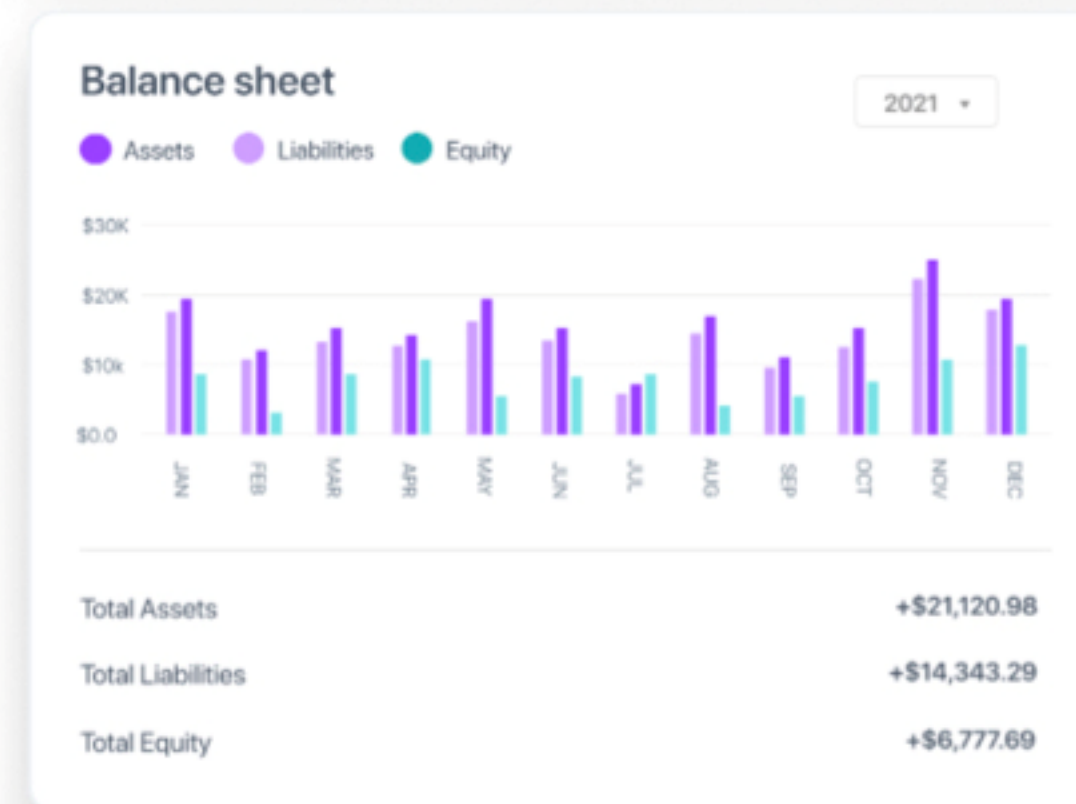 Balance sheet
2021
Assets Liabilities Equity
$30K
$20K
$10k
$0.0
JAN FEB MAR APR MAY JUN JUL AUG SEP OCT NOV DEC
Total Assets +$21,120.98
Total Liabilities +$14,343.29
Total Equity +$6,777.69